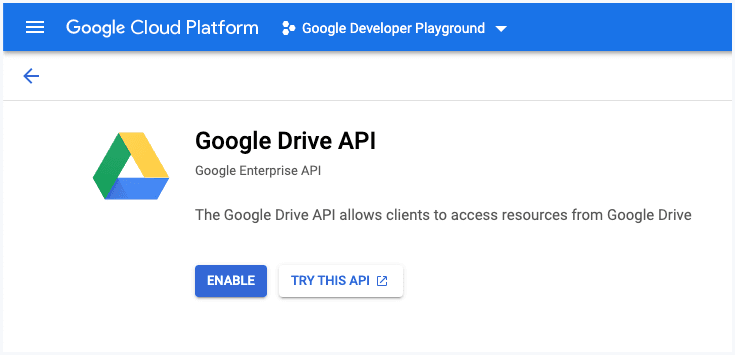 Google Cloud Platform Google Developer Playground
Google Drive API
Google Enterprise API
The Google Drive API allows clients to access resources from Google Drive
ENABLE TRY THIS API